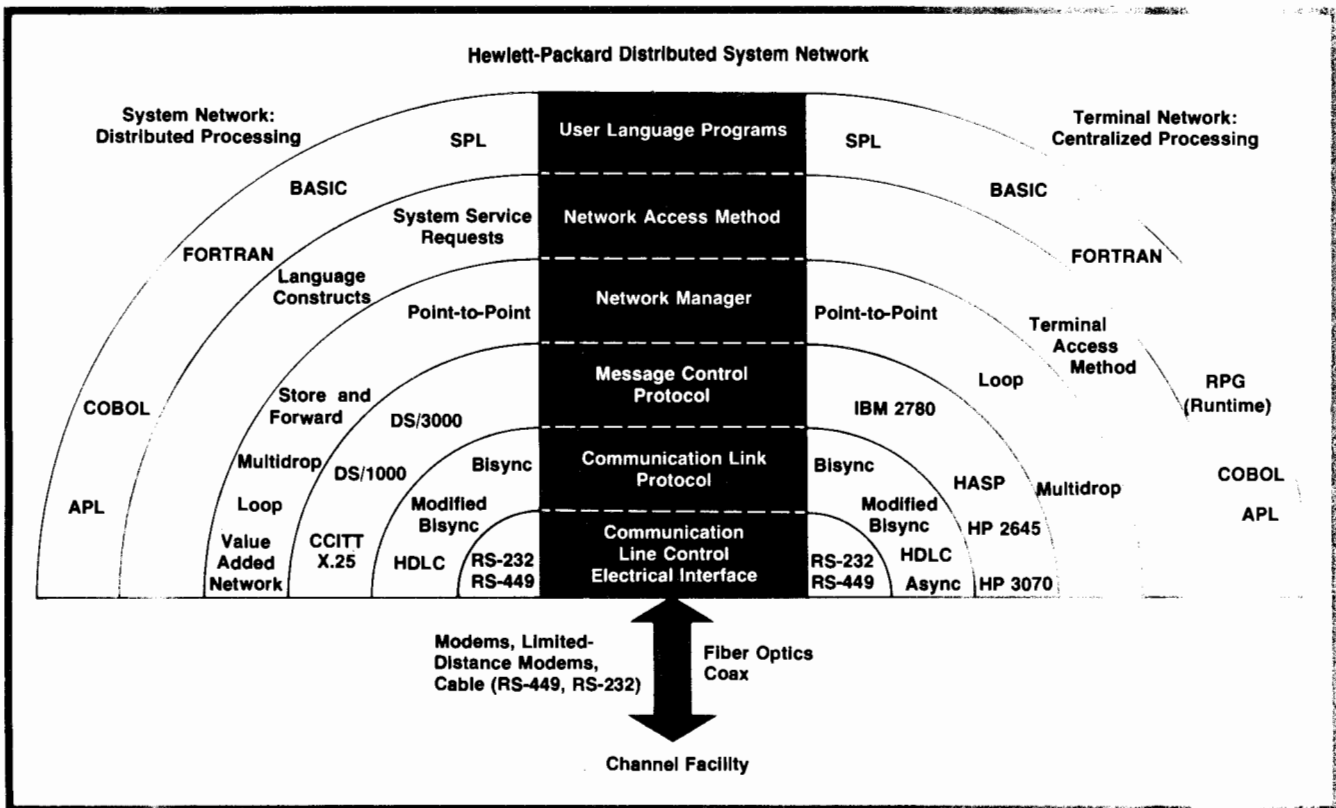 Hewlett-Packard Distributed System Network
System Network:
Distributed Processing
Terminal Network:
Centralized Processing
User Language Programs
Network Access Method
Network Manager
Message Control
Protocol
Communication Link
Protocol
Communication
Line Control
Electrical Interface
SPL
BASIC
FORTRAN
COBOL
APL
System Service
Requests
Language
Constructs
Point-to-Point
Store and
Forward
Multidrop
Loop
Value
Added
Network
DS/3000
DS/1000
CCITT
X.25
Bisync
Modified
Bisync
HDLC
RS-232
RS-449
SPL
BASIC
FORTRAN
RPG
(Runtime)
COBOL
APL
Terminal
Access
Method
Point-to-Point
Loop
Multidrop
IBM 2780
HASP
HP 2645
HP 3070
Bisync
Modified
Bisync
HDLC
Async
RS-232
RS-449
Modems, Limited-
Distance Modems,
Cable (RS-449, RS-232)
Fiber Optics
Coax
Channel Facility